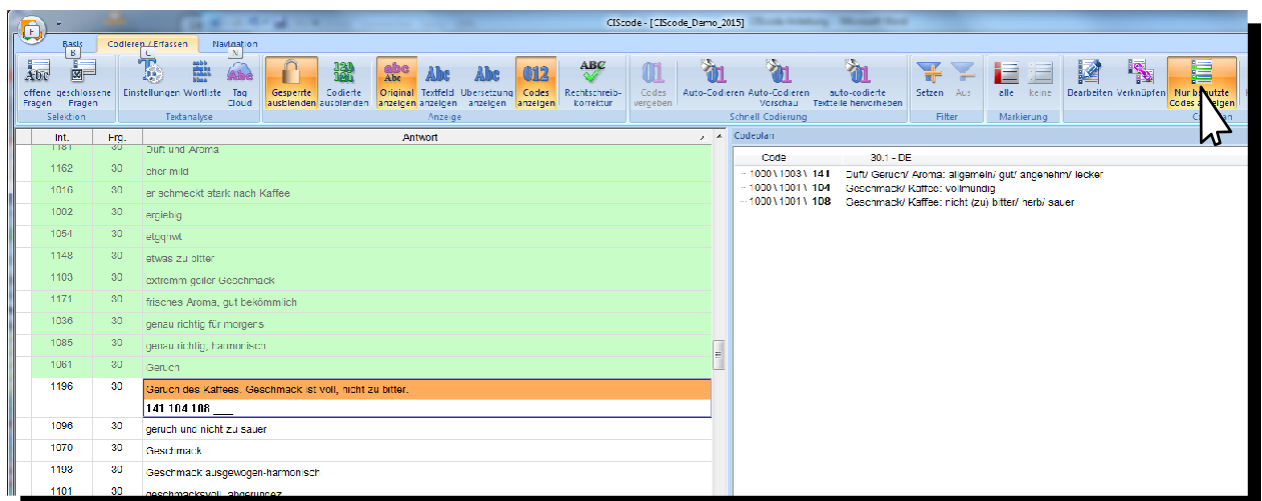 CIScode - [CIScode_Demo_2015]
F
Basis Codieren / Erfassen Navigation
B C N
offene Fragen
geschlossene Fragen
Einstellungen Wortliste Tag Cloud
Gesperrte ausblenden
Codierte ausblenden
Original anzeigen
Textfeld anzeigen
Übersetzung anzeigen
Codes anzeigen
Rechtschreib-korrektur
Codes vergeben
Auto-Codieren
Auto-Codieren Vorschau
auto-codierte Textteile hervorheben
Setzen Aus
alle keine
Bearbeiten Verknüpfen
Codes anzeigen
Selektion Textanalyse Anzeige Schnell Codierung Filter Markierung
Int. Frg. Antwort
1181 30 Duft und Aroma
1162 30 eher mild
1016 30 er schmeckt stark nach Kaffee
1002 30 ergiebig
1054 30
1148 30 etwas zu bitter
1103 30 extremm geiler Geschmack
1171 30 frisches Aroma, gut bekömmlich
1036 30 genau richtig für morgens
1085 30 genau richtig, harmonisch
1061 30 Geruch
1196 30 Geruch des Kaffees. Geschmack ist voll, nicht zu bitter.
141 104 108 ___
1096 30 geruch und nicht zu sauer
1070 30 Geschmack
1198 30 Geschmack ausgewogen-harmonisch
1101 30 geschmacksvoll, abgerundez
Codeplan
Code 30.1 - DE
1000\1003\ 141 Duft/ Geruch/ Aroma: allgemein/ gut/ angenehm/ lecker
1000\1001\ 104 Geschmack/ Kaffee: vollmundig
1000\1001\ 108 Geschmack/ Kaffee: nicht (zu) bitter/ herb/ sauer